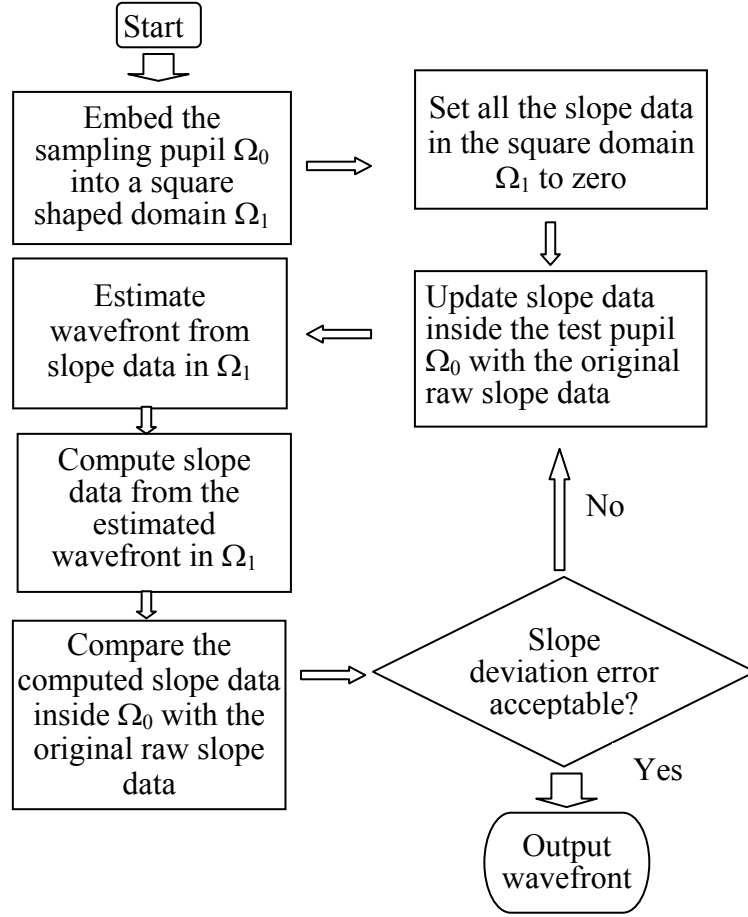 Start
Embed the
sampling pupil Ω₀
into a square
shaped domain Ω₁
Set all the slope data
in the square domain
Ω₁ to zero
Update slope data
inside the test pupil
Ω₀ with the original
raw slope data
Estimate
wavefront from
slope data in Ω₁
Compute slope
data from the
estimated
wavefront in Ω₁
Compare the
computed slope data
inside Ω₀ with the
original raw slope
data
Slope
deviation error
acceptable?
No
Yes
Output
wavefront